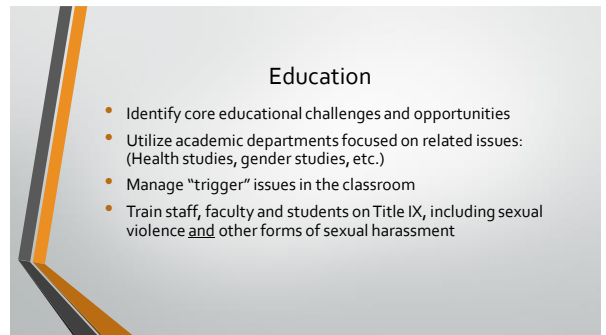 Education
• Identify core educational challenges and opportunities
• Utilize academic departments focused on related issues:
(Health studies, gender studies, etc.)
• Manage “trigger” issues in the classroom
• Train staff, faculty and students on Title IX, including sexual
violence and other forms of sexual harassment